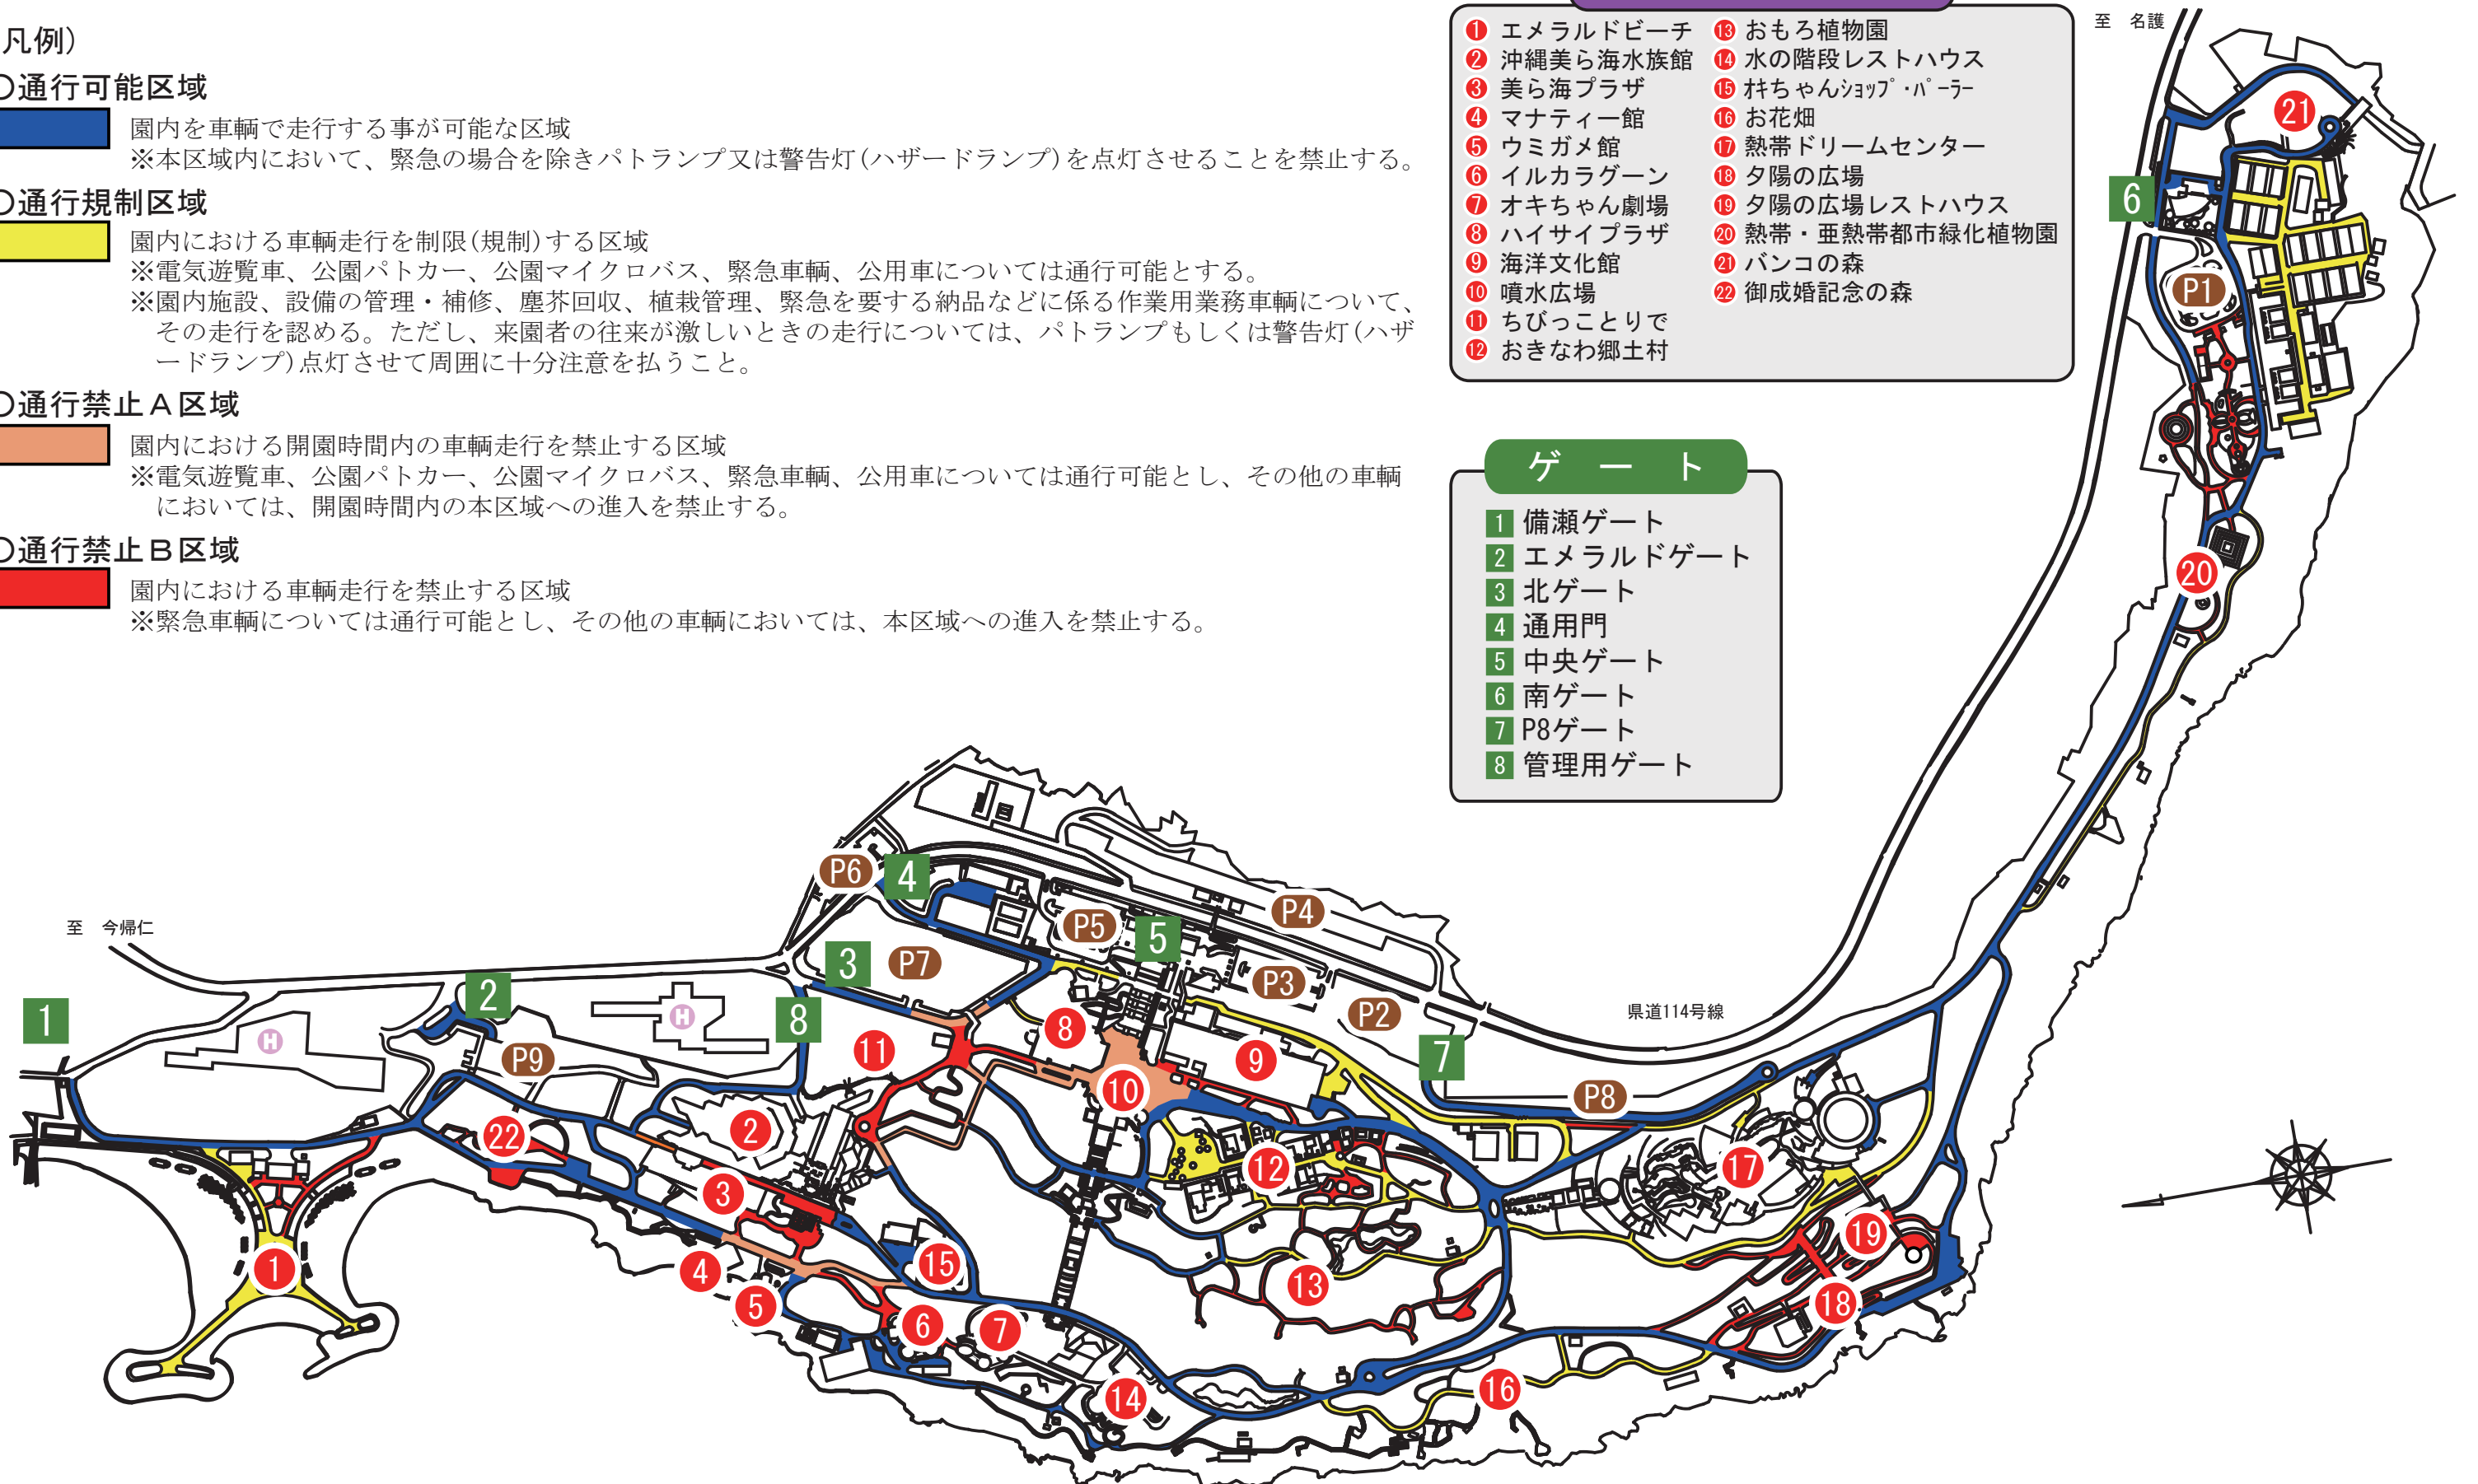 凡例）
〇通行可能区域
園内を車輌で走行する事が可能な区域
※本区域内において、緊急の場合を除きパトランプ又は警告灯(ハザードランプ)を点灯させることを禁止する。
〇通行規制区域
園内における車輌走行を制限(規制)する区域
※電気遊覧車、公園パトカー、公園マイクロバス、緊急車輌、公用車については通行可能とする。
※園内施設、設備の管理・補修、塵芥回収、植栽管理、緊急を要する納品などに係る作業用業務車輌について、
その走行を認める。ただし、来園者の往来が激しいときの走行については、パトランプもしくは警告灯(ハザ
ードランプ)点灯させて周囲に十分注意を払うこと。
〇通行禁止Ａ区域
園内における開園時間内の車輌走行を禁止する区域
※電気遊覧車、公園パトカー、公園マイクロバス、緊急車輌、公用車については通行可能とし、その他の車輌
においては、開園時間内の本区域への進入を禁止する。
〇通行禁止Ｂ区域
園内における車輌走行を禁止する区域
※緊急車輌については通行可能とし、その他の車輌においては、本区域への進入を禁止する。
1 エメラルドビーチ
2 沖縄美ら海水族館
3 美ら海プラザ
4 マナティー館
5 ウミガメ館
6 イルカラグーン
7 オキちゃん劇場
8 ハイサイプラザ
9 海洋文化館
10 噴水広場
11 ちびっことりで
12 おきなわ郷土村
13 おもろ植物園
14 水の階段レストハウス
15 ｵｷちゃんｼｮｯﾌﾟ･ﾊﾟｰﾗｰ
16 お花畑
17 熱帯ドリームセンター
18 夕陽の広場
19 夕陽の広場レストハウス
20 熱帯・亜熱帯都市緑化植物園
21 バンコの森
22 御成婚記念の森
ゲート
1 備瀬ゲート
2 エメラルドゲート
3 北ゲート
4 通用門
5 中央ゲート
6 南ゲート
7 P8ゲート
8 管理用ゲート
至 名護
21
6
P1
20
P6
4
P4
P5
5
至 今帰仁
3
P7
P3
2
P2
県道114号線
1
8
H
H
8
11
P9
9
7
10
P8
22
2
12
17
3
19
15
4
1
13
5
18
6
7
16
14